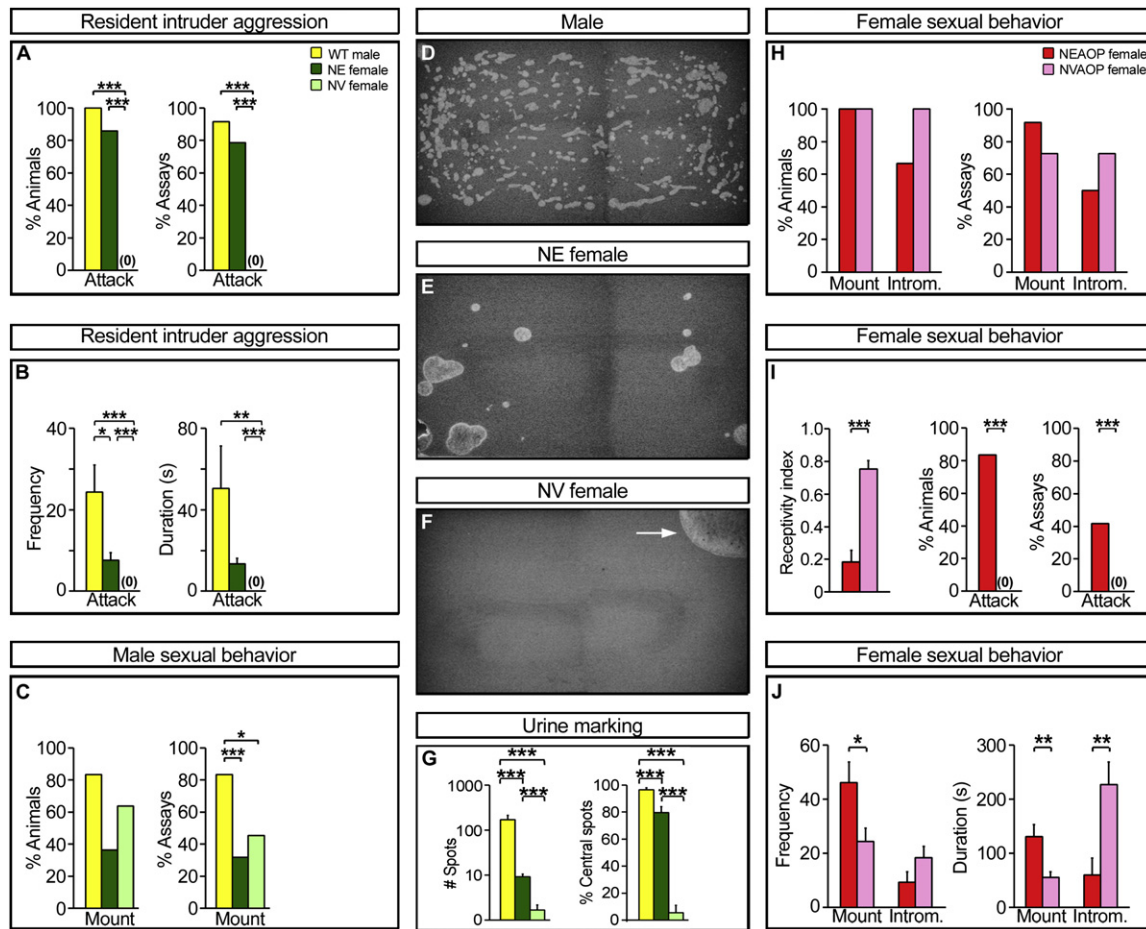 Resident intruder aggression
A
WT male
NE female
NV female
*** ***
*** ***
% Animals
100
80
60
40
20
0
(0)
Attack
% Assays
100
80
60
40
20
0
(0)
Attack
Resident intruder aggression
B
*** **
* *** ***
Frequency
40
20
0
(0)
Attack
Duration (s)
80
60
40
20
0
(0)
Attack
Male sexual behavior
C
*
***
% Animals
100
80
60
40
20
0
Mount
% Assays
100
80
60
40
20
0
Mount
Male
D
NE female
E
NV female
F
Urine marking
G
*** ***
*** ***
*** ***
# Spots
1000
100
10
0
% Central spots
100
80
60
40
20
0
Female sexual behavior
H
NEAOP female
NVAOP female
% Animals
100
80
60
40
20
0
Mount Introm.
% Assays
100
80
60
40
20
0
Mount Introm.
Female sexual behavior
I
*** *** ***
Receptivity index
1.0
0.8
0.6
0.4
0.2
0
% Animals
100
80
60
40
20
0
(0)
Attack
% Assays
100
80
60
40
20
0
(0)
Attack
Female sexual behavior
J
* ** **
Frequency
60
40
20
0
Mount Introm.
Duration (s)
300
200
100
0
Mount Introm.